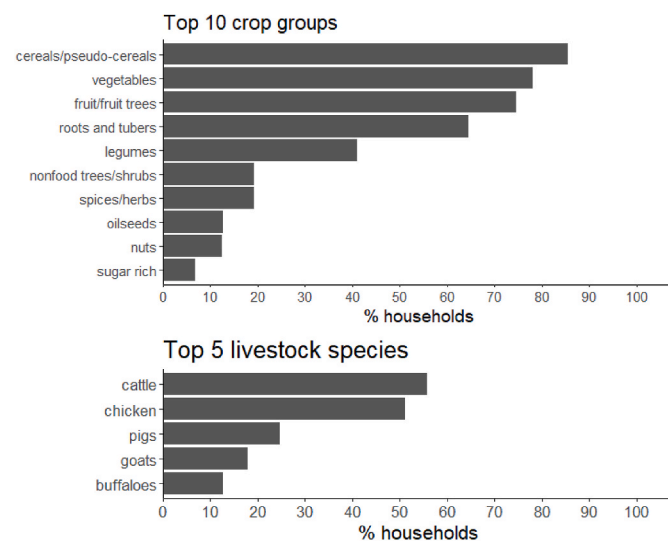 Top 10 crop groups
cereals/pseudo-cereals
vegetables
fruit/fruit trees
roots and tubers
legumes
nonfood trees/shrubs
spices/herbs
oilseeds
nuts
sugar rich
0 10 20 30 40 50 60 70 80 90 100
% households
Top 5 livestock species
cattle
chicken
pigs
goats
buffaloes
0 10 20 30 40 50 60 70 80 90 100
% households